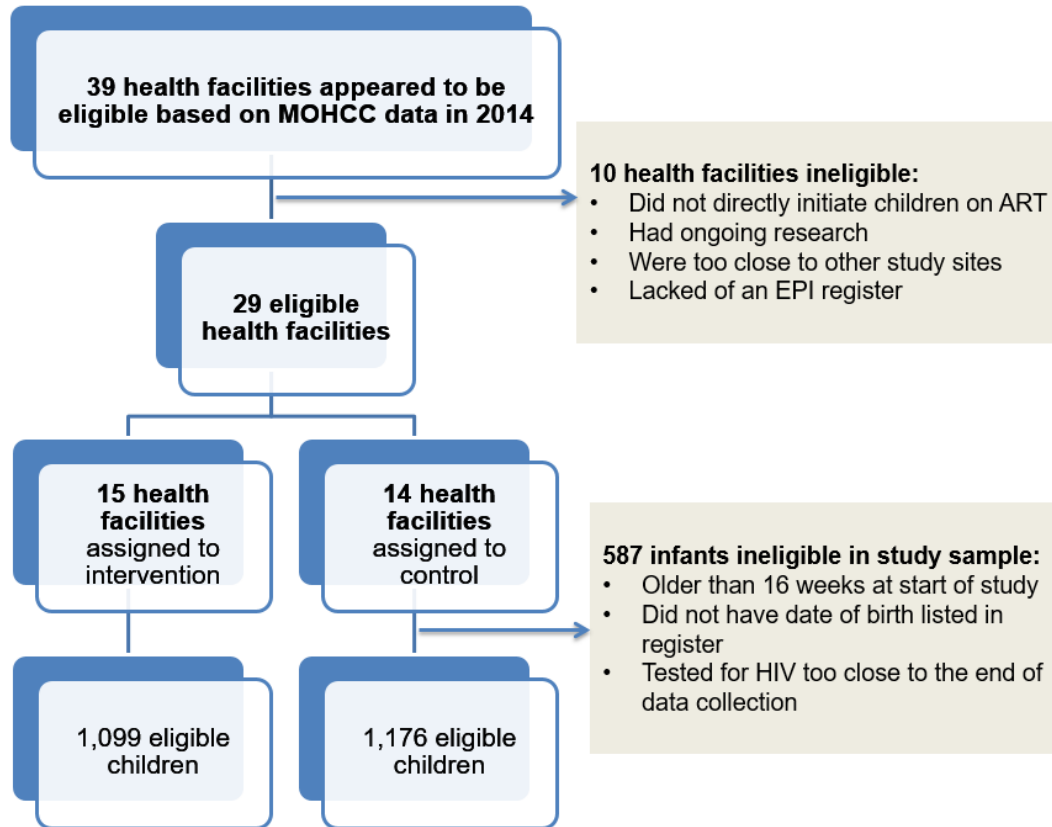 39 health facilities appeared to be
eligible based on MOHCC data in 2014
10 health facilities ineligible:
• Did not directly initiate children on ART
• Had ongoing research
• Were too close to other study sites
• Lacked of an EPI register
29 eligible
health facilities
15 health
facilities
assigned to
intervention
14 health
facilities
assigned to
control
587 infants ineligible in study sample:
• Older than 16 weeks at start of study
• Did not have date of birth listed in
register
• Tested for HIV too close to the end of
data collection
1,099 eligible
children
1,176 eligible
children